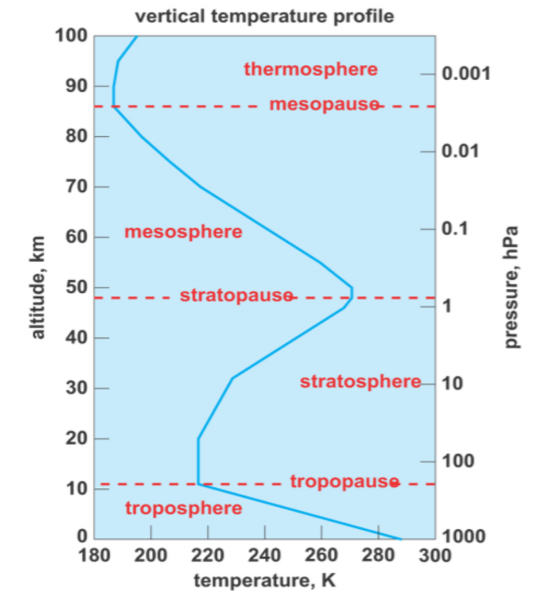 vertical temperature profile
100
90
80
70
60
50
40
30
20
10
0
altitude, km
thermosphere
mesopause
mesosphere
stratopause
stratosphere
tropopause
troposphere
0.001
0.01
0.1
1
10
100
1000
pressure, hPa
180 200 220 240 260 280 300
temperature, K